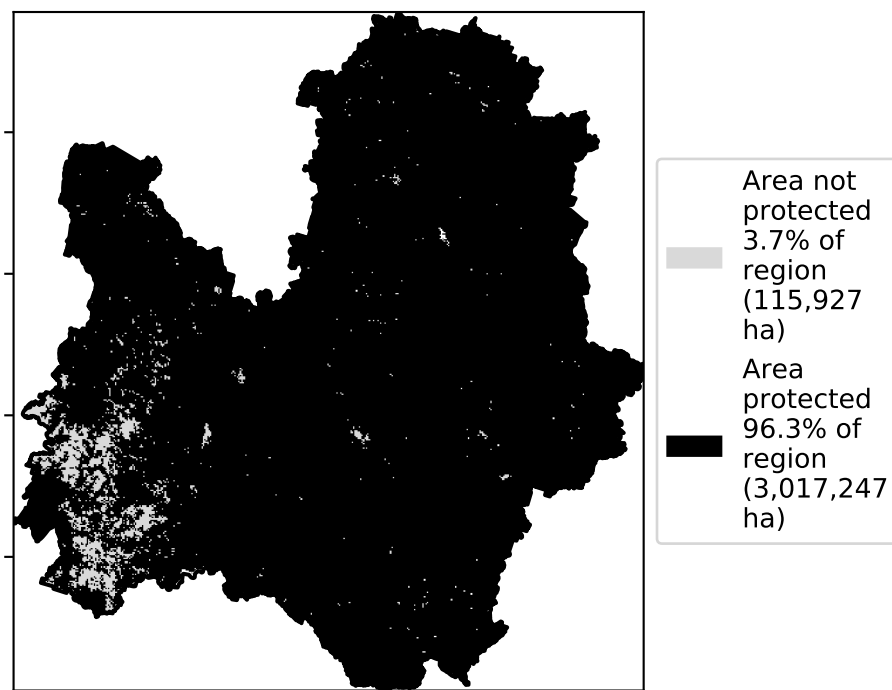 Area not
protected
3.7% of
region
(115,927
ha)
Area
protected
96.3% of
region
(3,017,247
ha)